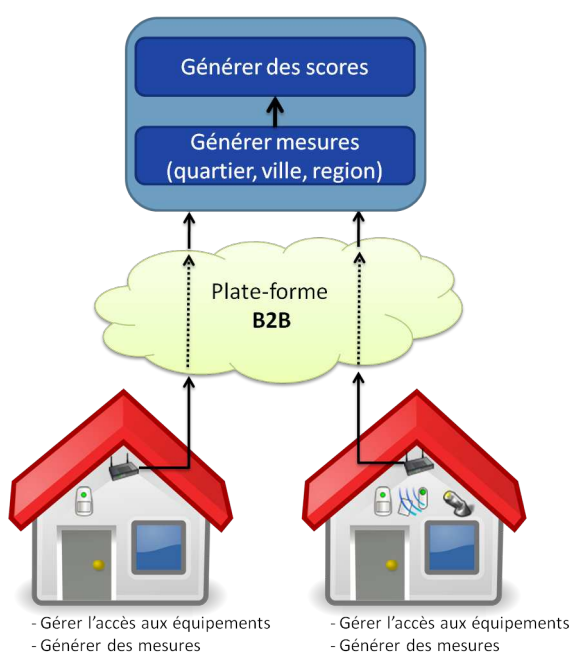 Générer des scores
Générer mesures
(quartier, ville, region)
Plate-forme
B2B
- Gérer l'accès aux équipements
- Générer des mesures
- Gérer l'accès aux équipements
- Générer des mesures